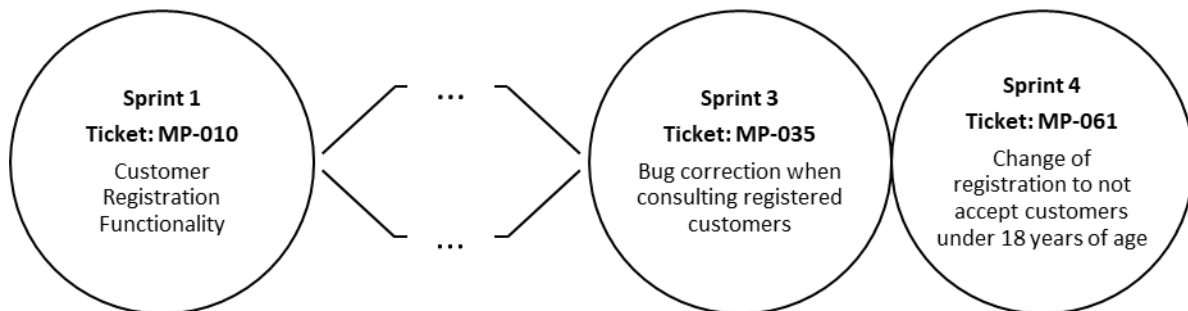 Sprint 1
Ticket: MP-010
Customer
Registration
Functionality
...
...
Sprint 3
Ticket: MP-035
Bug correction when
consulting registered
customers
Sprint 4
Ticket: MP-061
Change of
registration to not
accept customers
under 18 years of age